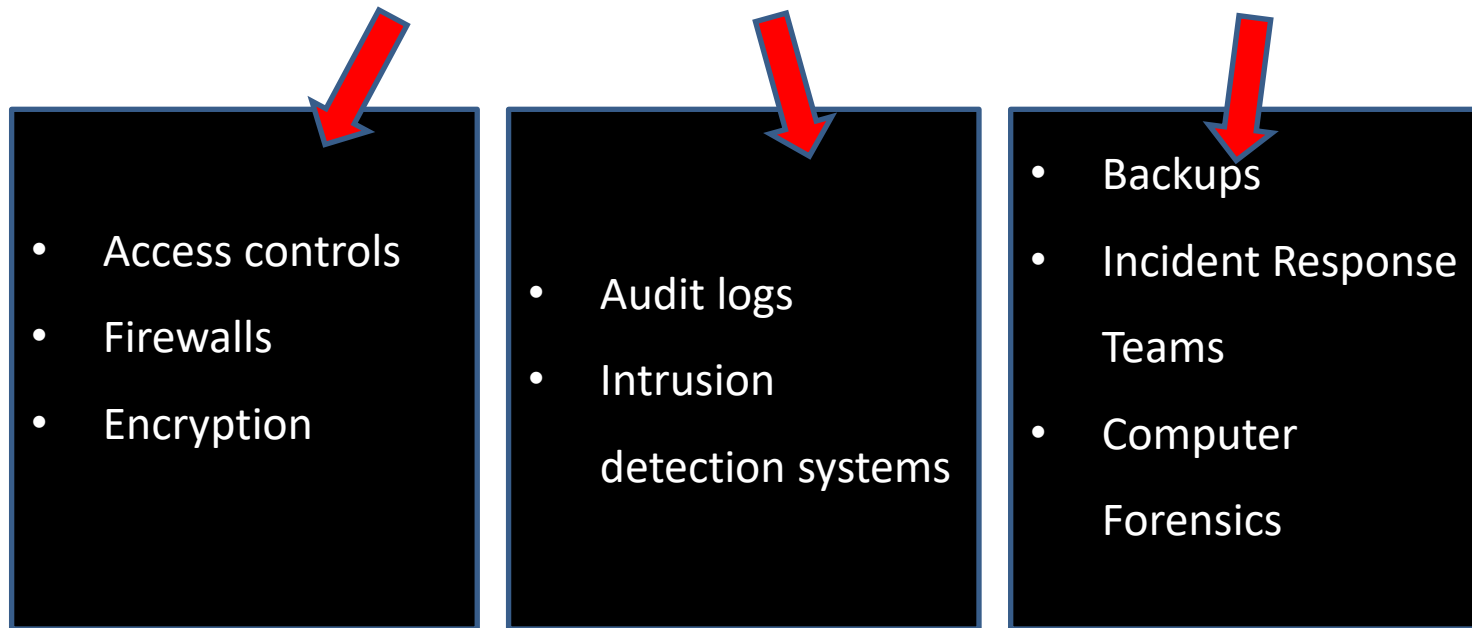 • Access controls
• Firewalls
• Encryption
• Audit logs
• Intrusion
detection systems
• Backups
• Incident Response
Teams
• Computer
Forensics